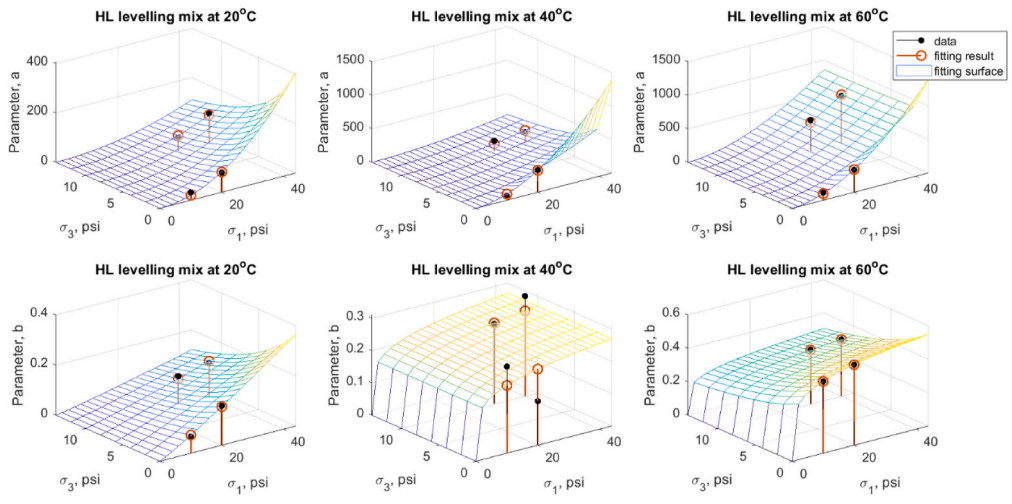 HL levelling mix at 20°C
HL levelling mix at 40°C
HL levelling mix at 60°C
data
fitting result
fitting surface
Parameter, a
400
200
0
10
5
0
0
20
40
σ3, psi
σ1, psi
Parameter, a
1500
1000
500
0
10
5
0
0
20
40
σ3, psi
σ1, psi
Parameter, a
1500
1000
500
0
10
5
0
0
20
40
σ3, psi
σ1, psi
HL levelling mix at 20°C
HL levelling mix at 40°C
HL levelling mix at 60°C
Parameter, b
0.4
0.2
0
10
5
0
0
20
40
σ3, psi
σ1, psi
Parameter, b
0.3
0.2
0.1
0
10
5
0
0
20
40
σ3, psi
σ1, psi
Parameter, b
0.6
0.4
0.2
0
10
5
0
0
20
40
σ3, psi
σ1, psi